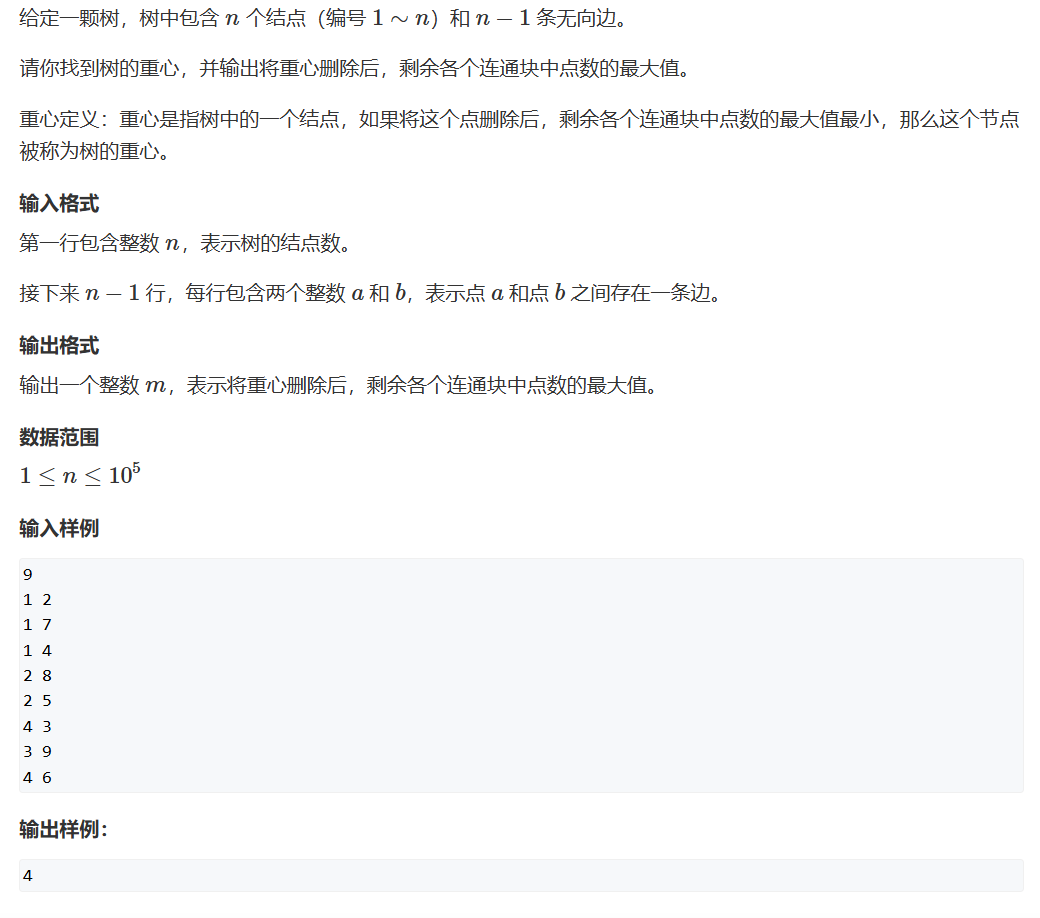 给定一颗树，树中包含 n 个结点（编号 1 ∼ n）和 n − 1 条无向边。
请你找到树的重心，并输出将重心删除后，剩余各个连通块中点数的最大值。
重心定义：重心是指树中的一个结点，如果将这个点删除后，剩余各个连通块中点数的最大值最小，那么这个节点
被称为树的重心。
输入格式
第一行包含整数 n，表示树的结点数。
接下来 n − 1 行，每行包含两个整数 a 和 b，表示点 a 和点 b 之间存在一条边。
输出格式
输出一个整数 m，表示将重心删除后，剩余各个连通块中点数的最大值。
数据范围
1 ≤ n ≤ 10⁵
输入样例
9
1 2
1 7
1 4
2 8
2 5
4 3
3 9
4 6
输出样例：
4